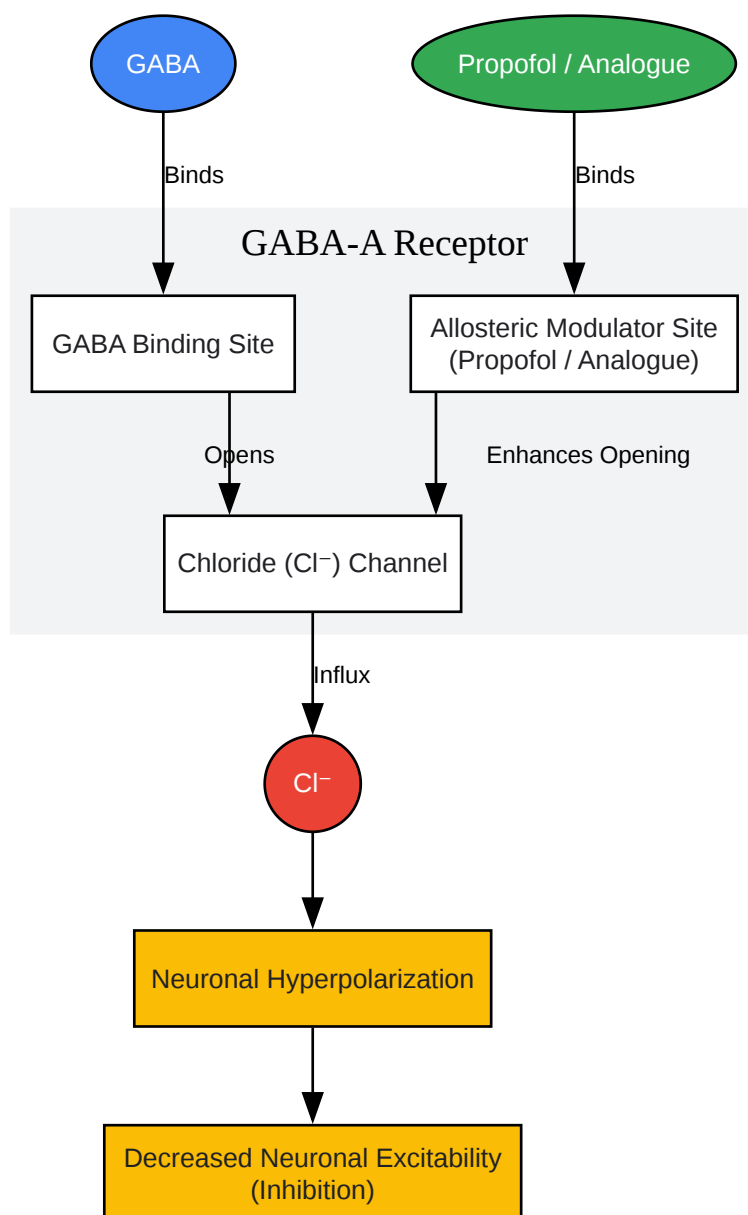 GABA
Propofol / Analogue
Binds
Binds
GABA-A Receptor
GABA Binding Site
Allosteric Modulator Site
(Propofol / Analogue)
Opens
Enhances Opening
Chloride (Cl⁻) Channel
Influx
Cl⁻
Neuronal Hyperpolarization
Decreased Neuronal Excitability
(Inhibition)